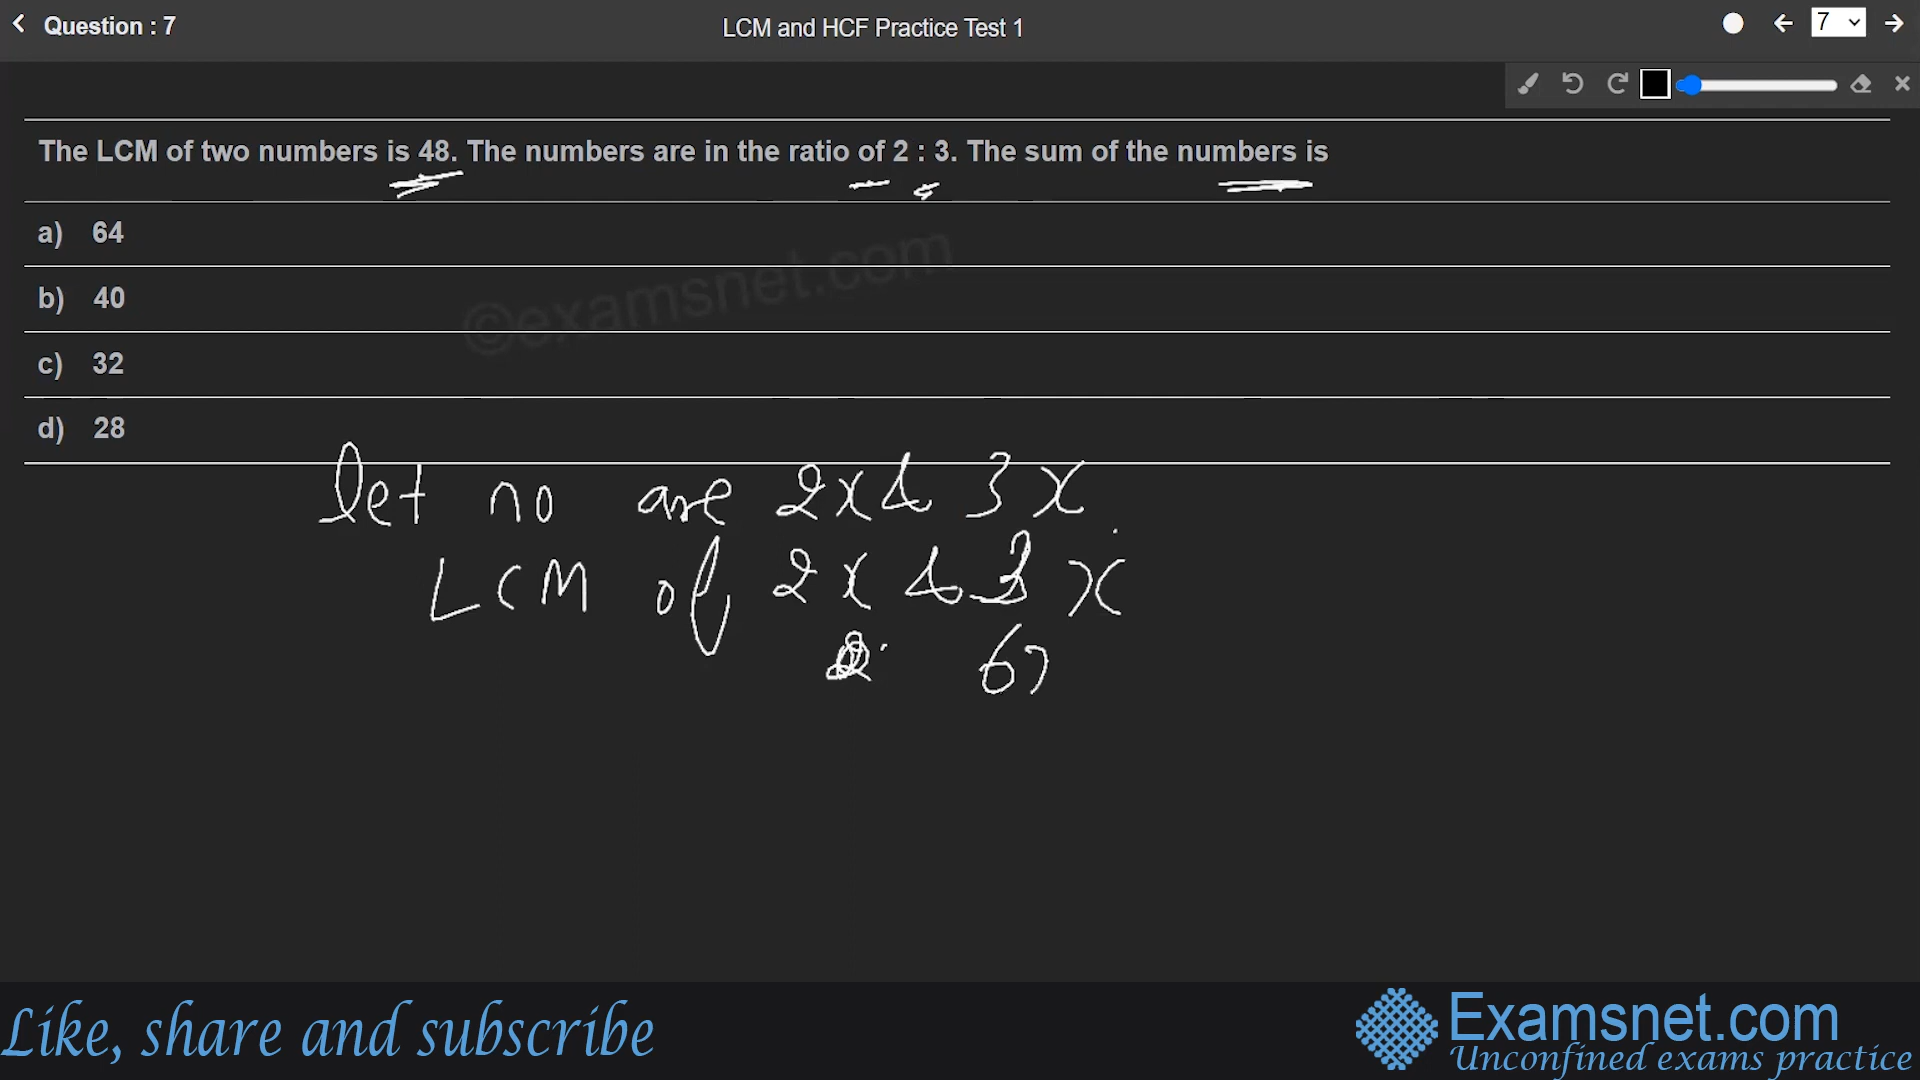 Question : 7
LCM and HCF Practice Test 1
7
The LCM of two numbers is 48. The numbers are in the ratio of 2 : 3. The sum of the numbers is
a) 64
b) 40
c) 32
d) 28
©examsnet.com
let no are 2x & 3x
LCM of 2x & 3x
6
Like, share and subscribe
Examsnet.com
Unconfined exams practice